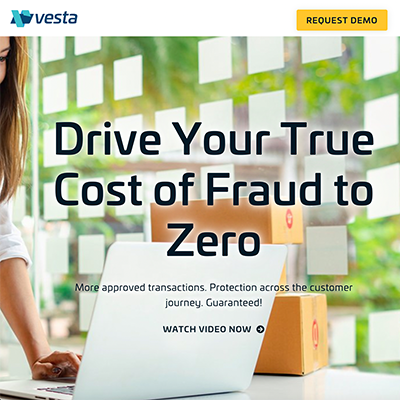 vesta
REQUEST DEMO
Drive Your True
Cost of Fraud to
Zero
More approved transactions. Protection across the customer
journey. Guaranteed!
WATCH VIDEO NOW